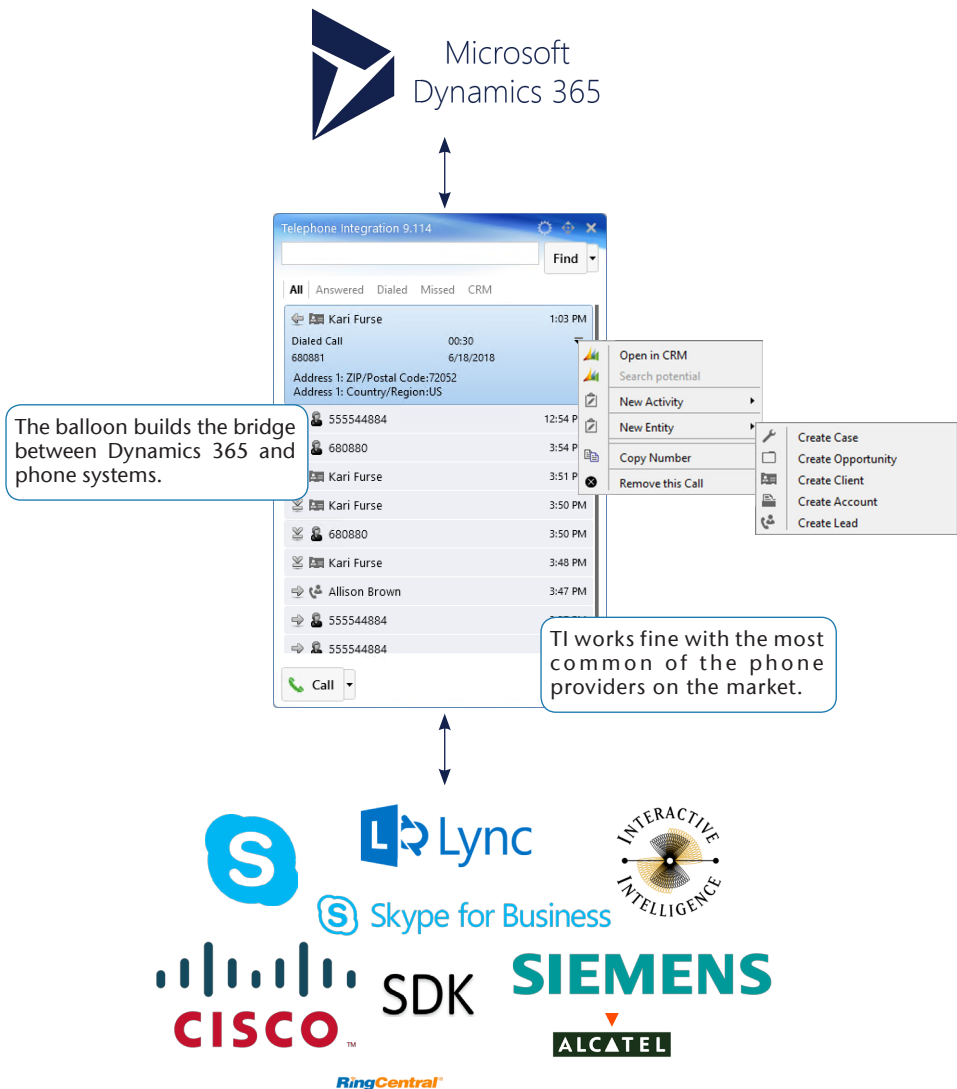 Microsoft
Dynamics 365
Telephone Integration 9.114
Find
All Answered Dialed Missed CRM
Kari Furse 1:03 PM
Dialed Call 00:30
680881 6/18/2018
Address 1: ZIP/Postal Code:72052
Address 1: Country/Region:US
Open in CRM
Search potential
New Activity
New Entity
Copy Number
Remove this Call
Create Case
Create Opportunity
Create Client
Create Account
Create Lead
The balloon builds the bridge
between Dynamics 365 and
phone systems.
555544884 12:54 P
680880 3:54 P
Kari Furse 3:51 P
Kari Furse 3:50 PM
680880 3:50 PM
Kari Furse 3:48 PM
Allison Brown 3:47 PM
555544884
555544884
TI works fine with the most
common of the phone
providers on the market.
Call
S
L Lync
INTERACTIVE
INTELLIGENCE
S Skype for Business
CISCO TM
SDK
SIEMENS
ALCATEL
RingCentral®